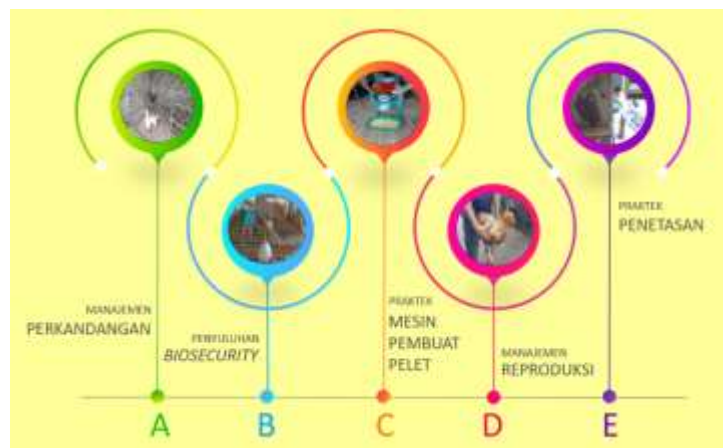 MANAJEMEN
PERKANDANGAN
PENYULUHAN
BIOSECURITY
PRAKTEK
MESIN
PEMBUAT
PELET
MANAJEMEN
REPRODUKSI
PRAKTEK
PENETASAN
A
B
C
D
E